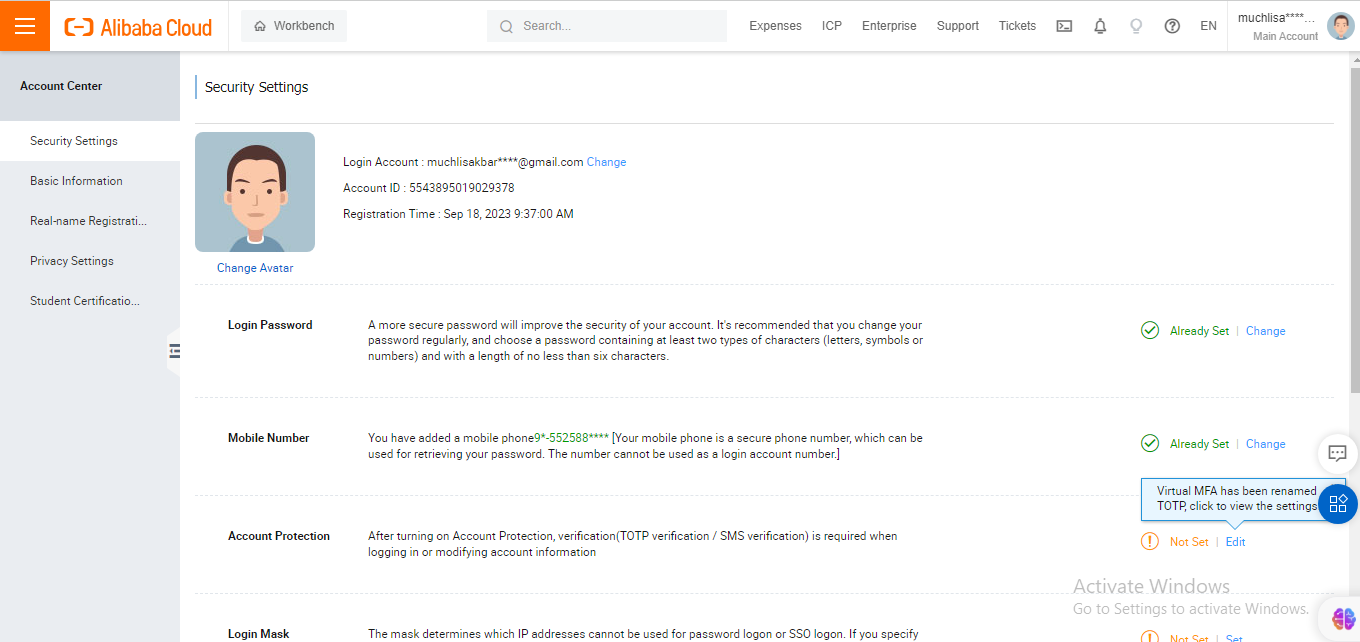 Alibaba Cloud
Workbench
Search...
Expenses
ICP
Enterprise
Support
Tickets
EN
muchlisa****...
Main Account
Account Center
Security Settings
Basic Information
Real-name Registrati...
Privacy Settings
Student Certificatio...
Security Settings
Login Account : muchlisakbar****@gmail.com Change
Account ID : 5543895019029378
Registration Time : Sep 18, 2023 9:37:00 AM
Change Avatar
Login Password
A more secure password will improve the security of your account. It's recommended that you change your
password regularly, and choose a password containing at least two types of characters (letters, symbols or
numbers) and with a length of no less than six characters.
Already Set | Change
Mobile Number
You have added a mobile phone9*-552588**** [Your mobile phone is a secure phone number, which can be
used for retrieving your password. The number cannot be used as a login account number.]
Already Set | Change
Virtual MFA has been renamed
TOTP, click to view the settings
Account Protection
After turning on Account Protection, verification(TOTP verification / SMS verification) is required when
logging in or modifying account information
Not Set | Edit
Activate Windows
Go to Settings to activate Windows.
Login Mask
The mask determines which IP addresses cannot be used for password logon or SSO logon. If you specify
Not Set | Set